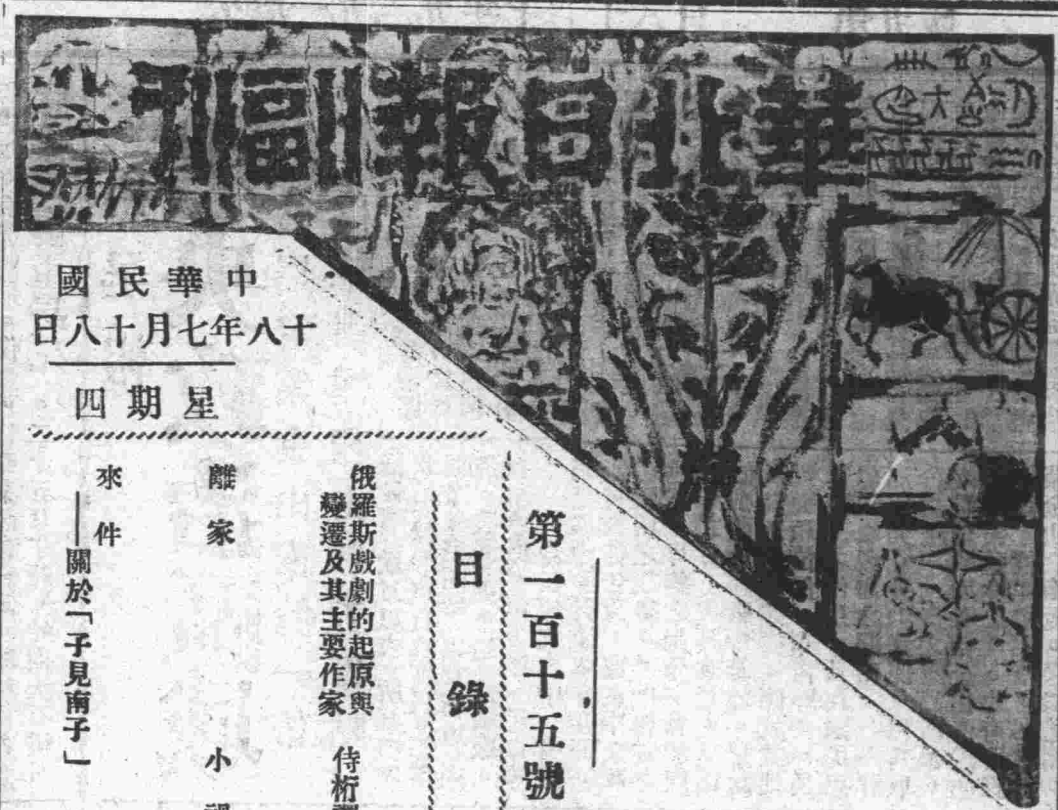 華北日報副刊
中華民國
十八年七月十八日
星期四
第一百十五號
目錄
俄羅斯戲劇的起原與
變遷及其主要作家 侍桁
離家 小
來件
——關於「子見南子」